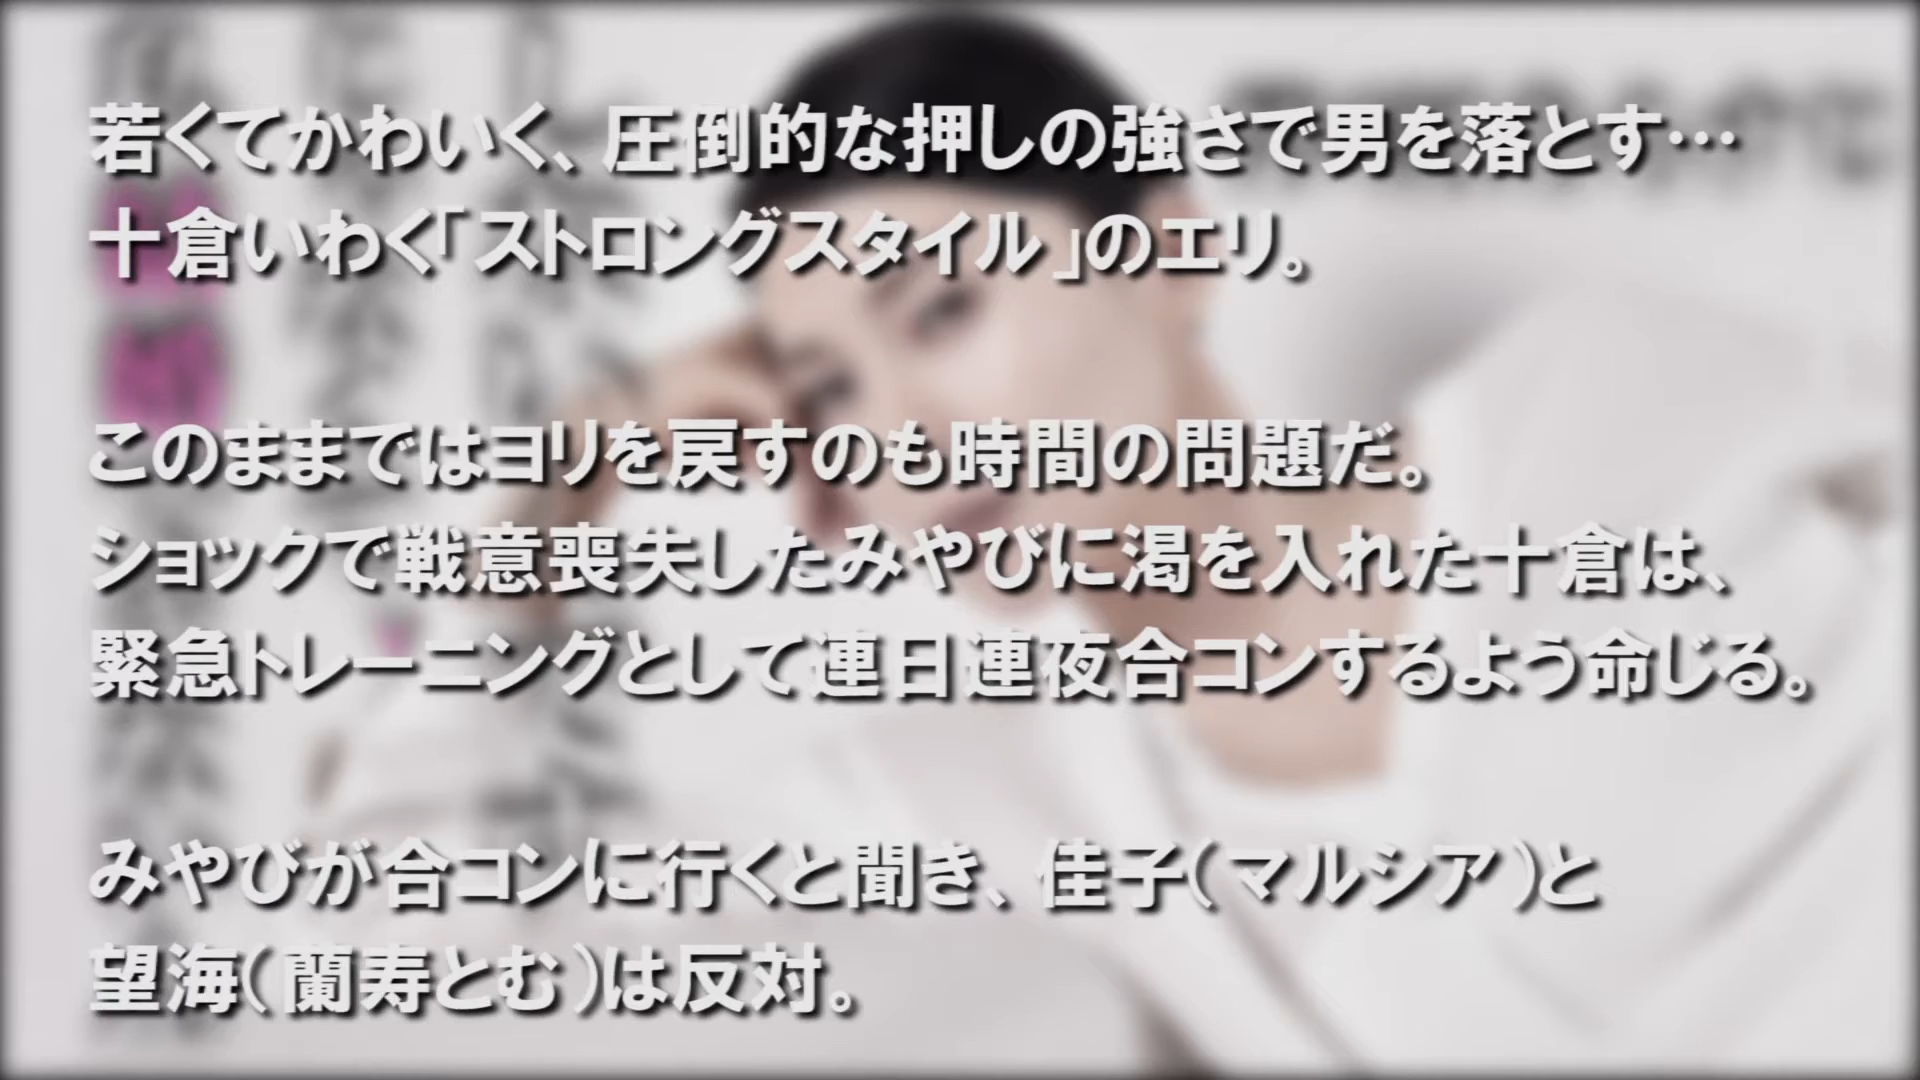 若くてかわいく、圧倒的な押しの強さで男を落とす…
十倉いわく「ストロングスタイル」のエリ。
このままではヨリを戻すのも時間の問題だ。
ショックで戦意喪失したみやびに渇を入れた十倉は、
緊急トレーニングとして連日連夜合コンするよう命じる。
みやびが合コンに行くと聞き、佳子（マルシア）と
望海（蘭寿とむ）は反対。